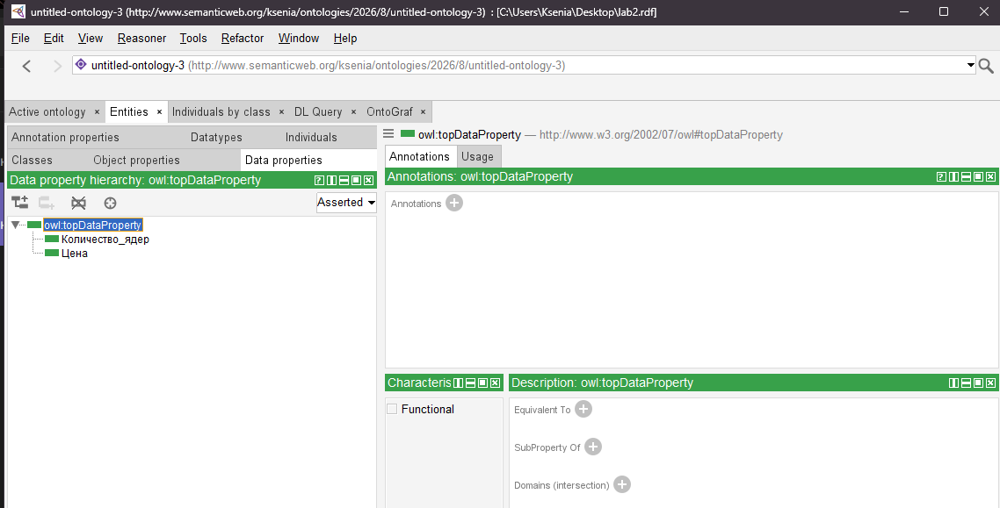 untitled-ontology-3 (http://www.semanticweb.org/ksenia/ontologies/2026/8/untitled-ontology-3) : [C:\Users\Ksenia\Desktop\lab2.rdf]
File Edit View Reasoner Tools Refactor Window Help
untitled-ontology-3 (http://www.semanticweb.org/ksenia/ontologies/2026/8/untitled-ontology-3)
Active ontology × Entities × Individuals by class × DL Query × OntoGraf ×
Annotation properties Datatypes Individuals
Classes Object properties Data properties
Data property hierarchy: owl:topDataProperty
Asserted
owl:topDataProperty
Количество_ядер
Цена
owl:topDataProperty — http://www.w3.org/2002/07/owl#topDataProperty
Annotations Usage
Annotations: owl:topDataProperty
Annotations
Characteris
Functional
Description: owl:topDataProperty
Equivalent To
SubProperty Of
Domains (intersection)